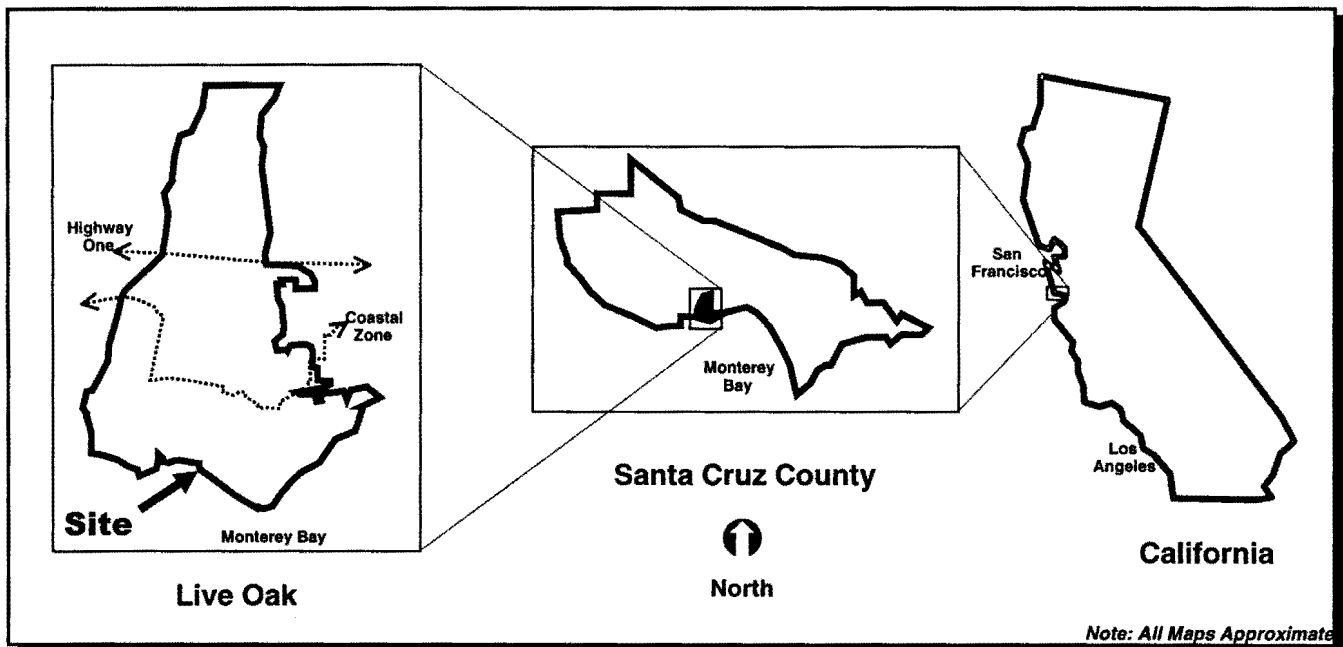 Highway
One
Coastal
Zone
Site
Monterey Bay
Live Oak
Monterey
Bay
Santa Cruz County
North
San
Francisco
Los
Angeles
California
Note: All Maps Approximate